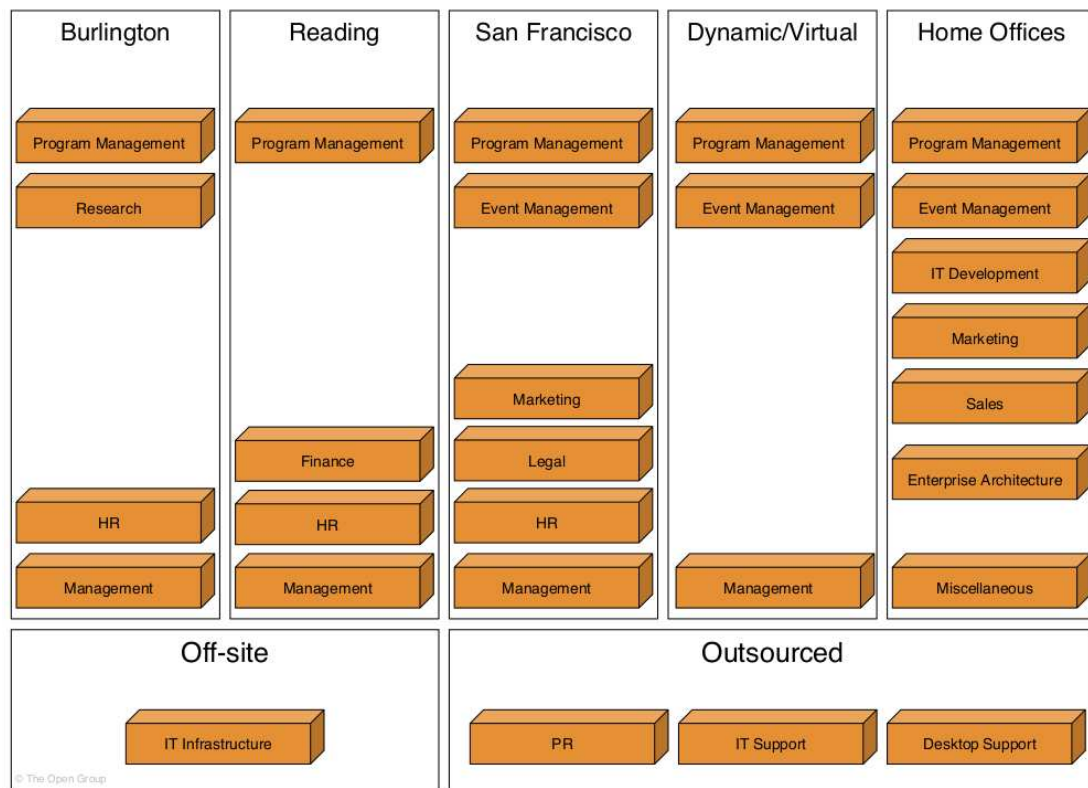 Burlington
Program Management
Research
HR
Management
Reading
Program Management
Finance
HR
Management
San Francisco
Program Management
Event Management
Marketing
Legal
HR
Management
Dynamic/Virtual
Program Management
Event Management
Management
Home Offices
Program Management
Event Management
IT Development
Marketing
Sales
Enterprise Architecture
Miscellaneous
Off-site
IT Infrastructure
© The Open Group
Outsourced
PR
IT Support
Desktop Support